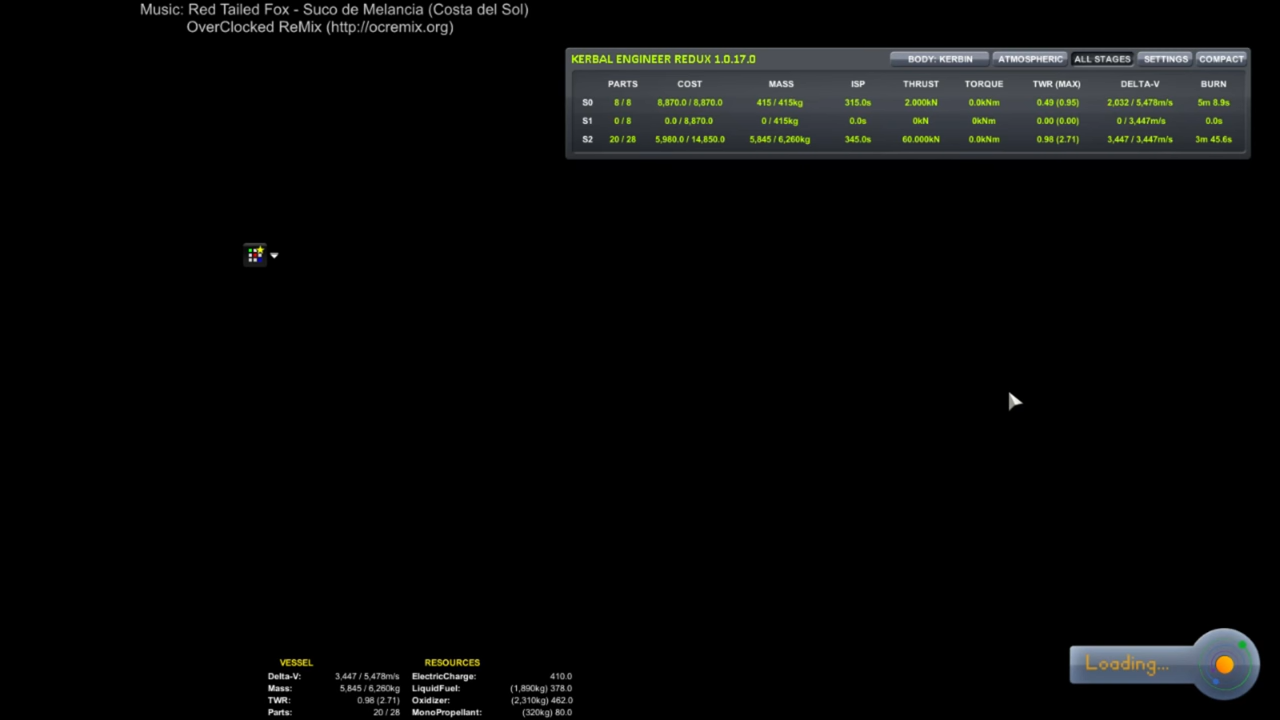 Music: Red Tailed Fox - Suco de Melancia (Costa del Sol)
OverClocked ReMix (http://ocremix.org)
KERBAL ENGINEER REDUX 1.0.17.0 BODY: KERBIN ATMOSPHERIC ALL STAGES SETTINGS COMPACT
PARTS COST MASS ISP THRUST TORQUE TWR (MAX) DELTA-V BURN
S0 8 / 8 8,870.0 / 8,870.0 415 / 415kg 315.0s 2.000kN 0.0kNm 0.49 (0.95) 2,032 / 5,478m/s 5m 8.9s
S1 0 / 8 0.0 / 8,870.0 0 / 415kg 0.0s 0kN 0kNm 0.00 (0.00) 0 / 3,447m/s 0.0s
S2 20 / 28 5,980.0 / 14,850.0 5,845 / 6,260kg 345.0s 60.000kN 0.0kNm 0.98 (2.71) 3,447 / 3,447m/s 3m 45.6s
Loading...
VESSEL RESOURCES
Delta-V: 3,447 / 5,478m/s ElectricCharge: 410.0
Mass: 5,845 / 6,260kg LiquidFuel: (1,890kg) 378.0
TWR: 0.98 (2.71) Oxidizer: (2,310kg) 462.0
Parts: 20 / 28 MonoPropellant: (320kg) 80.0